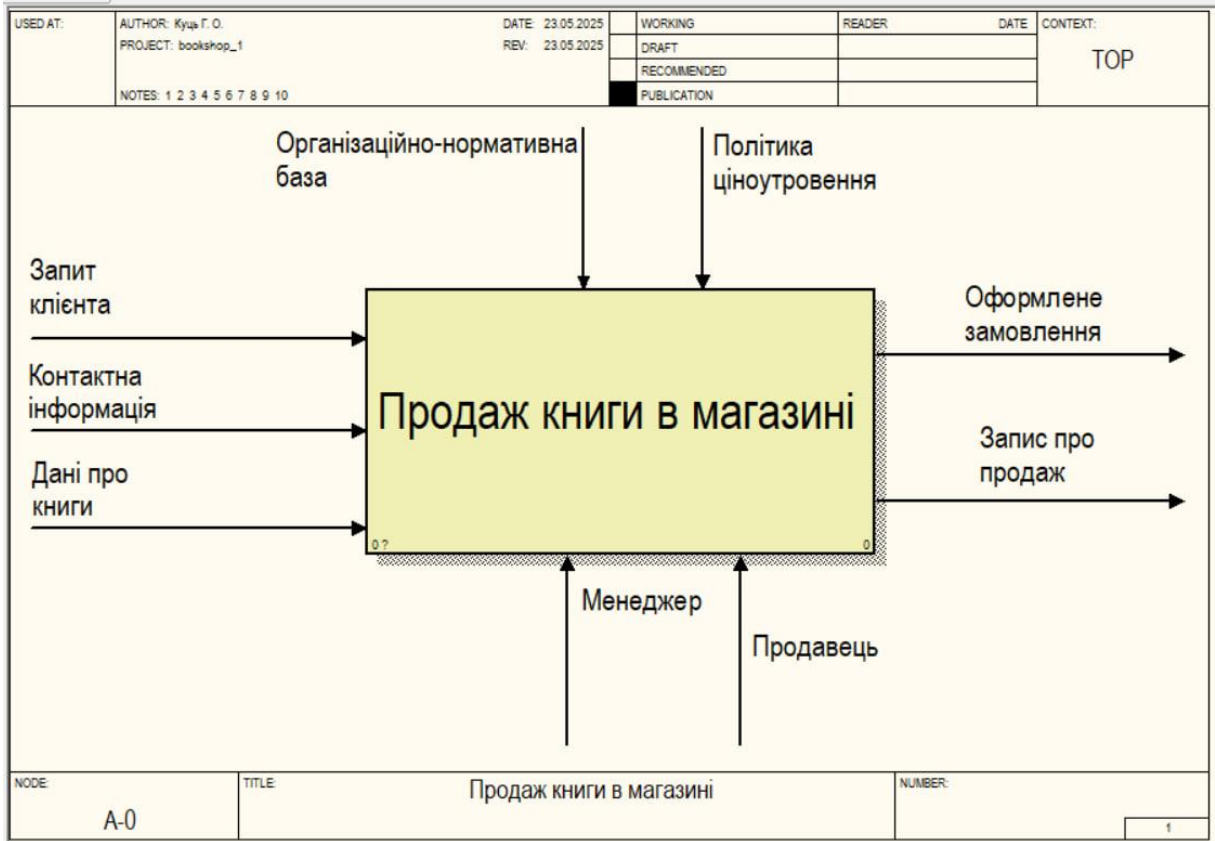 USED AT:
AUTHOR: Куць Г. О.
DATE: 23.05.2025
PROJECT: bookshop_1
REV: 23.05.2025
NOTES: 1 2 3 4 5 6 7 8 9 10
WORKING
DRAFT
RECOMMENDED
PUBLICATION
READER
DATE
CONTEXT:
TOP
Організаційно-нормативна
база
Політика
ціноутровення
Запит
клієнта
Контактна
інформація
Дані про
книги
Продаж книги в магазині
0 ?
0
Оформлене
замовлення
Запис про
продаж
Менеджер
Продавець
NODE:
A-0
TITLE:
Продаж книги в магазині
NUMBER:
1